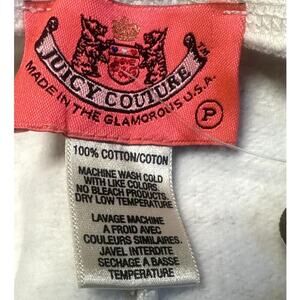 JUICY COUTURE
MADE IN THE GLAMOROUS U.S.A.
P
100% COTTON/COTON
MACHINE WASH COLD
WITH LIKE COLORS.
NO BLEACH PRODUCTS.
DRY LOW TEMPERATURE
LAVAGE MACHINE
A FROID AVEC
COULEURS SIMILAIRES.
JAVEL INTERDITE
SECHAGE A BASSE
TEMPERATURE